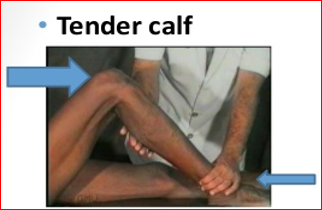 • Tender calf